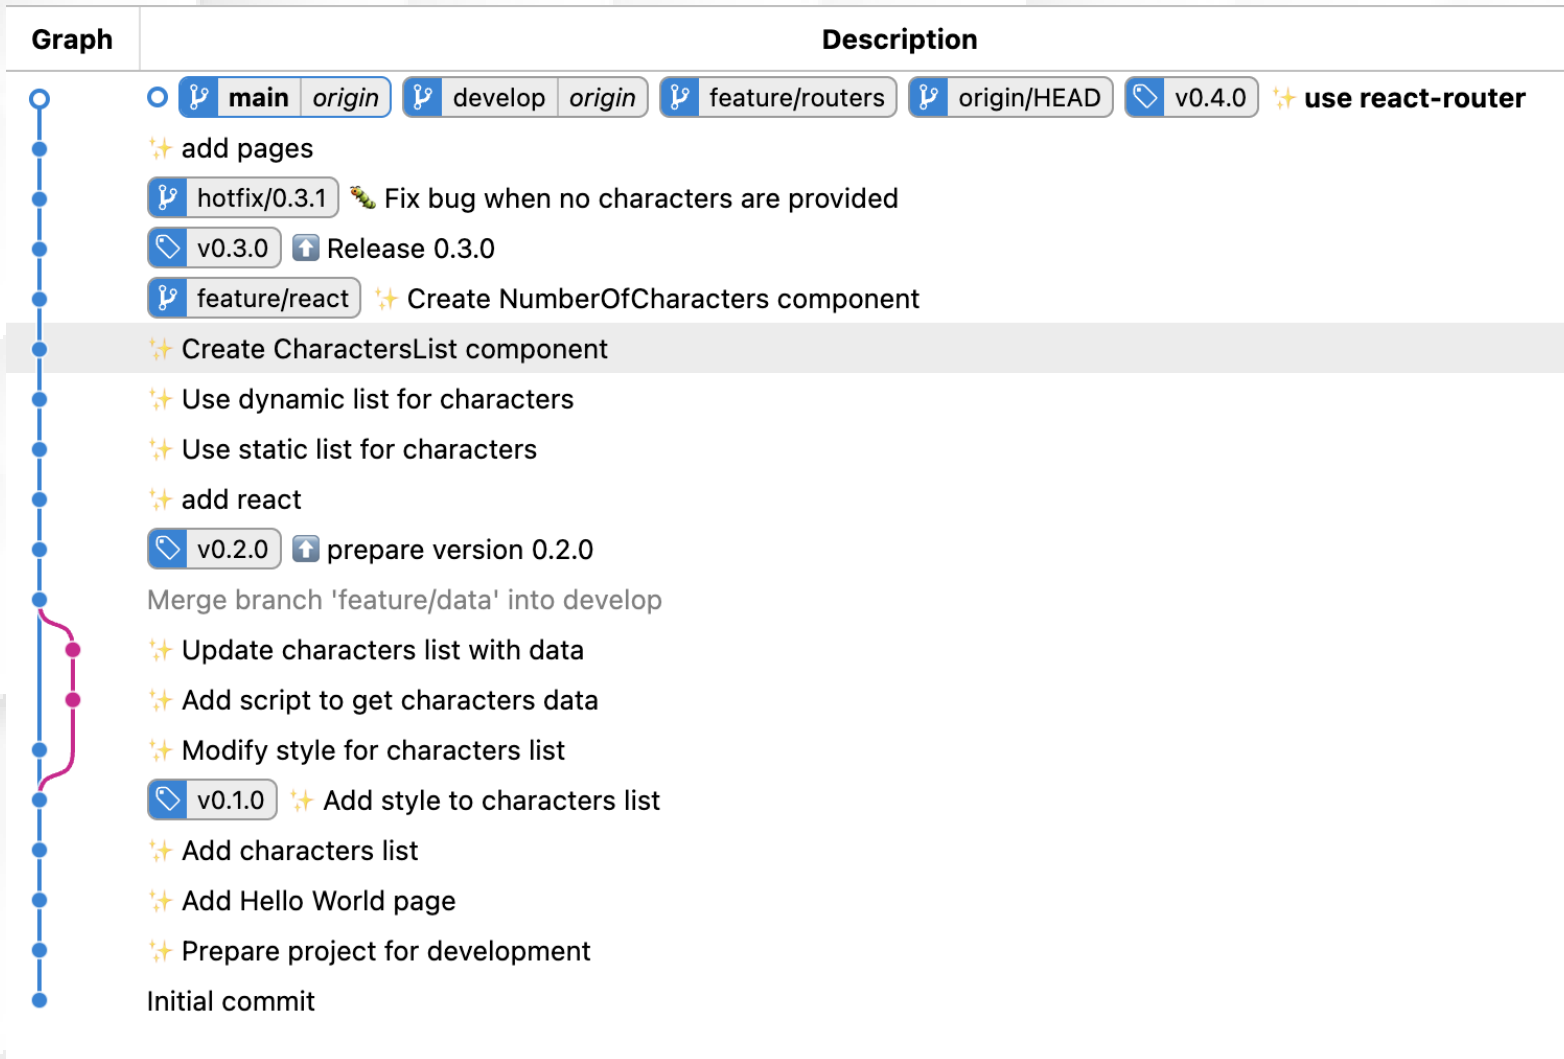 Graph Description
main origin develop origin feature/routers origin/HEAD v0.4.0 ✨ use react-router
✨ add pages
hotfix/0.3.1 🐛 Fix bug when no characters are provided
v0.3.0 ⬆️ Release 0.3.0
feature/react ✨ Create NumberOfCharacters component
✨ Create CharactersList component
✨ Use dynamic list for characters
✨ Use static list for characters
✨ add react
v0.2.0 ⬆️ prepare version 0.2.0
Merge branch 'feature/data' into develop
✨ Update characters list with data
✨ Add script to get characters data
✨ Modify style for characters list
v0.1.0 ✨ Add style to characters list
✨ Add characters list
✨ Add Hello World page
✨ Prepare project for development
Initial commit